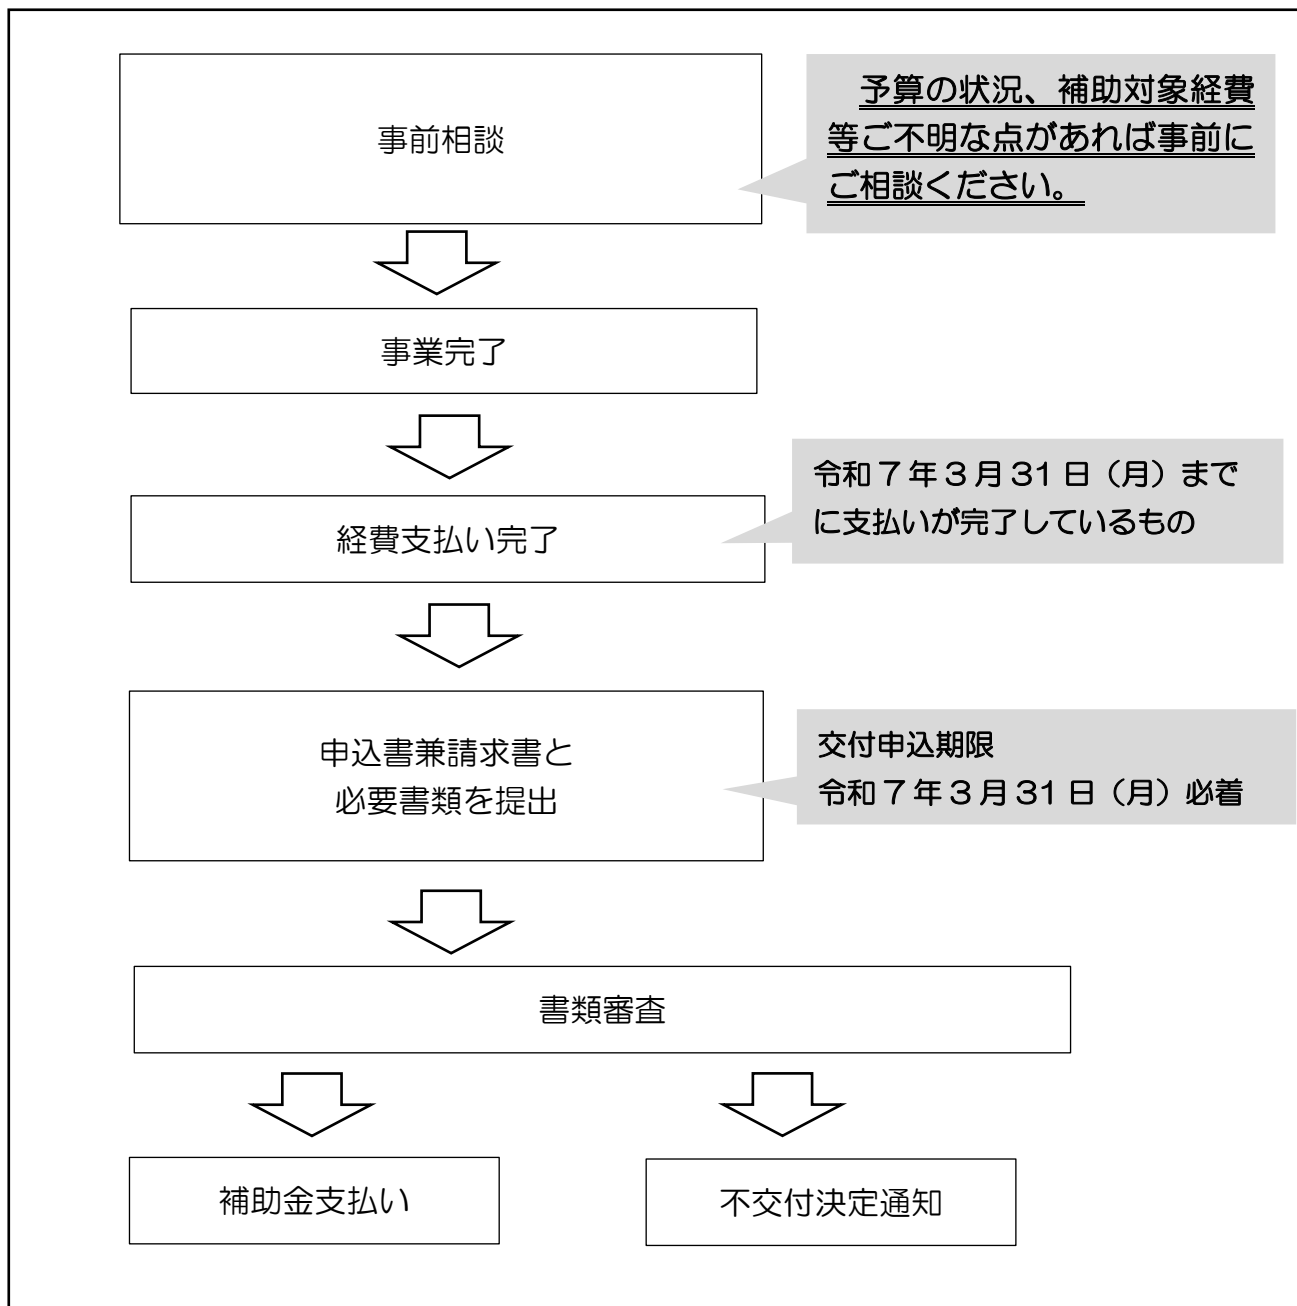 事前相談
予算の状況、補助対象経費
等ご不明な点があれば事前に
ご相談ください。
事業完了
経費支払い完了
令和７年３月31日（月）まで
に支払いが完了しているもの
申込書兼請求書と
必要書類を提出
交付申込期限
令和７年３月31日（月）必着
書類審査
補助金支払い
不交付決定通知